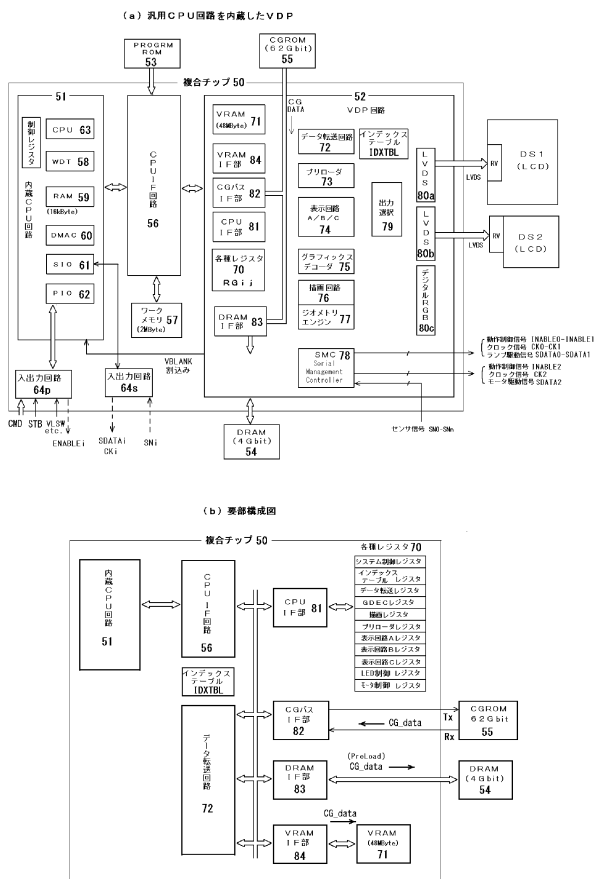 (a) 汎用CPU回路を内蔵したVDP
PROGRM
ROM
53
CGROM
(62Gbit)
55
複合チップ 50
51
制御レジスタ
CPU 63
WDT 58
内蔵CPU回路
RAM 59
(16kByte)
DMAC 60
SIO 61
PIO 62
CPUIF回路
56
ワーク
メモリ 57
(2MByte)
52
VDP回路
CG
DATA
VRAM 71
(48MByte)
VRAM
IF部 84
CGバス
IF部 82
CPU
IF部 81
各種レジスタ
70
RGij
DRAM
IF部 83
データ転送回路
72
インデックス
テーブル
IDXTBL
プリローダ
73
表示回路
A/B/C
74
出力
選択
79
グラフィックス
デコーダ 75
描画回路
76
ジオメトリ
エンジン 77
SMC 78
Serial
Management
Controller
LVDS
80a
LVDS
80b
デジタルRGB
80c
LVDS
RV
DS1
(LCD)
LVDS
RV
DS2
(LCD)
動作制御信号 INABLE0-INABLE1
クロック信号 CK0-CK1
ランプ駆動信号 SDATA0-SDATA1
動作制御信号 INABLE2
クロック信号 CK2
モータ駆動信号 SDATA2
センサ信号 SN0-SNm
VBLANK
割込み
入出力回路
64p
入出力回路
64s
CMD STB VLSW
etc.
ENABLEi
SDATAi
CKi
SNi
DRAM
(4Gbit)
54
(b) 要部構成図
複合チップ 50
内蔵CPU回路
51
CPUIF回路
56
インデックス
テーブル
IDXTBL
データ転送回路
72
CPU
IF部 81
各種レジスタ 70
システム制御レジスタ
インデックス
テーブル レジスタ
データ転送レジスタ
GDECレジスタ
描画レジスタ
プリローダレジスタ
表示回路Aレジスタ
表示回路Bレジスタ
表示回路Cレジスタ
LED制御 レジスタ
モータ制御 レジスタ
CGバス
IF部
82
CG_data
Tx
Rx
CGROM
62Gbit
55
DRAM
IF部
83
(PreLoad)
CG_data
DRAM
(4Gbit)
54
VRAM
IF部
84
CG_data
VRAM
(48MByte)
71